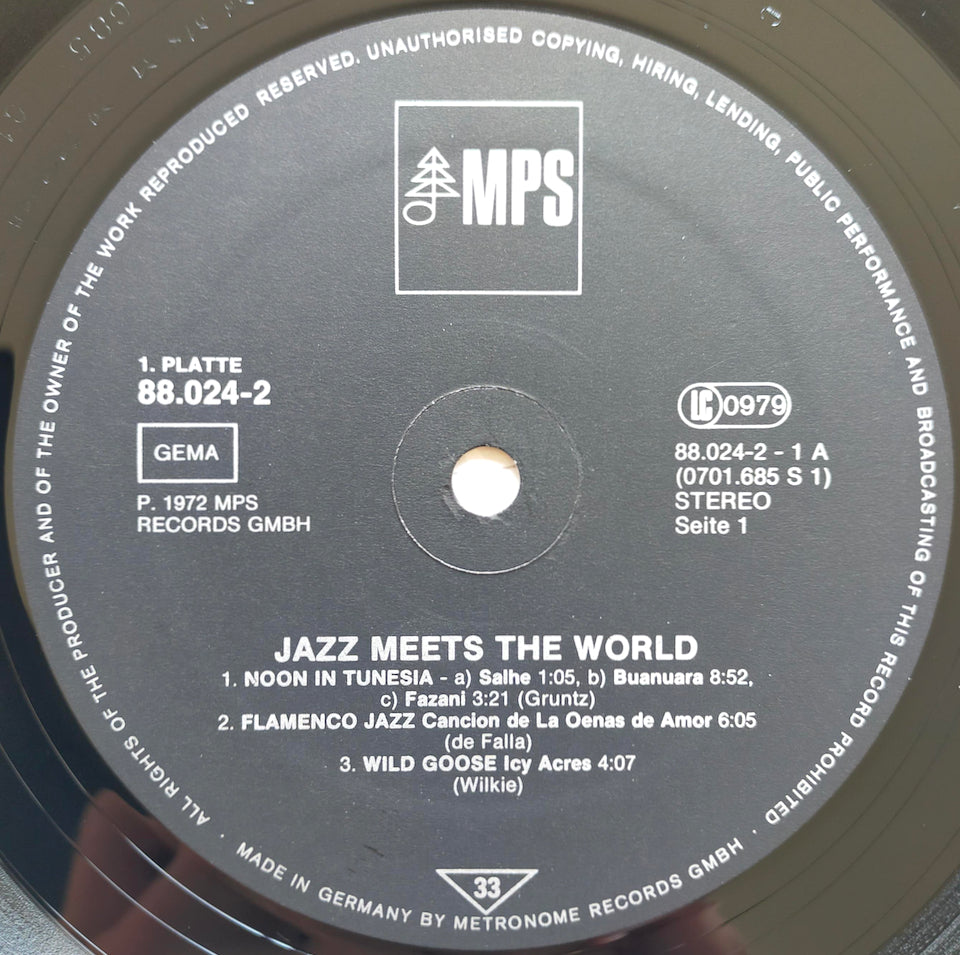 ALL RIGHTS OF THE PRODUCER AND OF THE OWNER OF THE WORK REPRODUCED RESERVED. UNAUTHORISED COPYING, HIRING, LENDING, PUBLIC PERFORMANCE AND BROADCASTING OF THIS RECORD PROHIBITED ·
MPS
1. PLATTE
88.024-2
GEMA
P. 1972 MPS
RECORDS GMBH
LC 0979
88.024-2 - 1 A
(0701.685 S 1)
STEREO
Seite 1
JAZZ MEETS THE WORLD
1. NOON IN TUNESIA - a) Salhe 1:05, b) Buanuara 8:52,
c) Fazani 3:21 (Gruntz)
2. FLAMENCO JAZZ Cancion de La Oenas de Amor 6:05
(de Falla)
3. WILD GOOSE Icy Acres 4:07
(Wilkie)
33
· MADE IN GERMANY BY METRONOME RECORDS GMBH